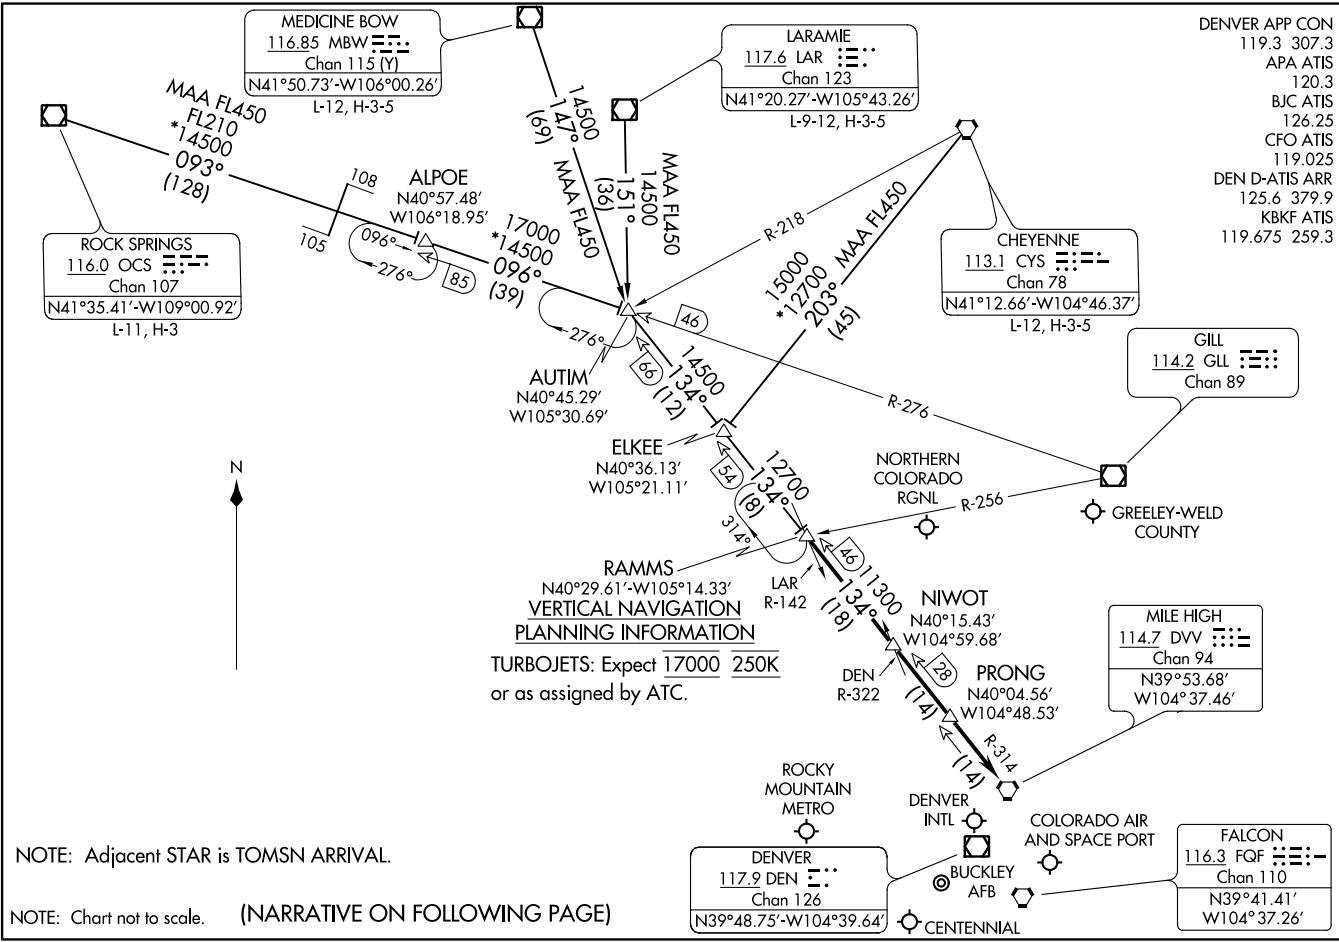 MEDICINE BOW
116.85 MBW
Chan 115 (Y)
N41°50.73'-W106°00.26'
L-12, H-3-5
LARAMIE
117.6 LAR
Chan 123
N41°20.27'-W105°43.26'
L-9-12, H-3-5
DENVER APP CON
119.3 307.3
APA ATIS
120.3
BJC ATIS
126.25
CFO ATIS
119.025
DEN D-ATIS ARR
125.6 379.9
KBKF ATIS
119.675 259.3
MAA FL450
FL210
*14500
093°
(128)
14500
147°
(69)
MAA FL450
MAA FL450
14500
151°
(36)
108
105
ALPOE
N40°57.48'
W106°18.95'
096°
276°
85
17000
*14500
096°
(39)
ROCK SPRINGS
116.0 OCS
Chan 107
N41°35.41'-W109°00.92'
L-11, H-3
R-218
MAA FL450
15000
*12700
203°
(45)
CHEYENNE
113.1 CYS
Chan 78
N41°12.66'-W104°46.37'
L-12, H-3-5
GILL
114.2 GLL
Chan 89
276°
46
R-276
AUTIM
N40°45.29'
W105°30.69'
66
14500
134°
(12)
ELKEE
N40°36.13'
W105°21.11'
54
12700
134°
(8)
314°
N
NORTHERN
COLORADO
RGNL
R-256
GREELEY-WELD
COUNTY
RAMMS
N40°29.61'-W105°14.33'
LAR
R-142
46
11300
134°
(18)
VERTICAL NAVIGATION
PLANNING INFORMATION
TURBOJETS: Expect 17000 250K
or as assigned by ATC.
NIWOT
N40°15.43'
W104°59.68'
DEN
R-322
28
(14)
PRONG
N40°04.56'
W104°48.53'
(14)
R-314
MILE HIGH
114.7 DVV
Chan 94
N39°53.68'
W104°37.46'
ROCKY
MOUNTAIN
METRO
DENVER
INTL
COLORADO AIR
AND SPACE PORT
DENVER
117.9 DEN
Chan 126
N39°48.75'-W104°39.64'
BUCKLEY
AFB
CENTENNIAL
FALCON
116.3 FQF
Chan 110
N39°41.41'
W104°37.26'
NOTE: Adjacent STAR is TOMSN ARRIVAL.
NOTE: Chart not to scale.
(NARRATIVE ON FOLLOWING PAGE)